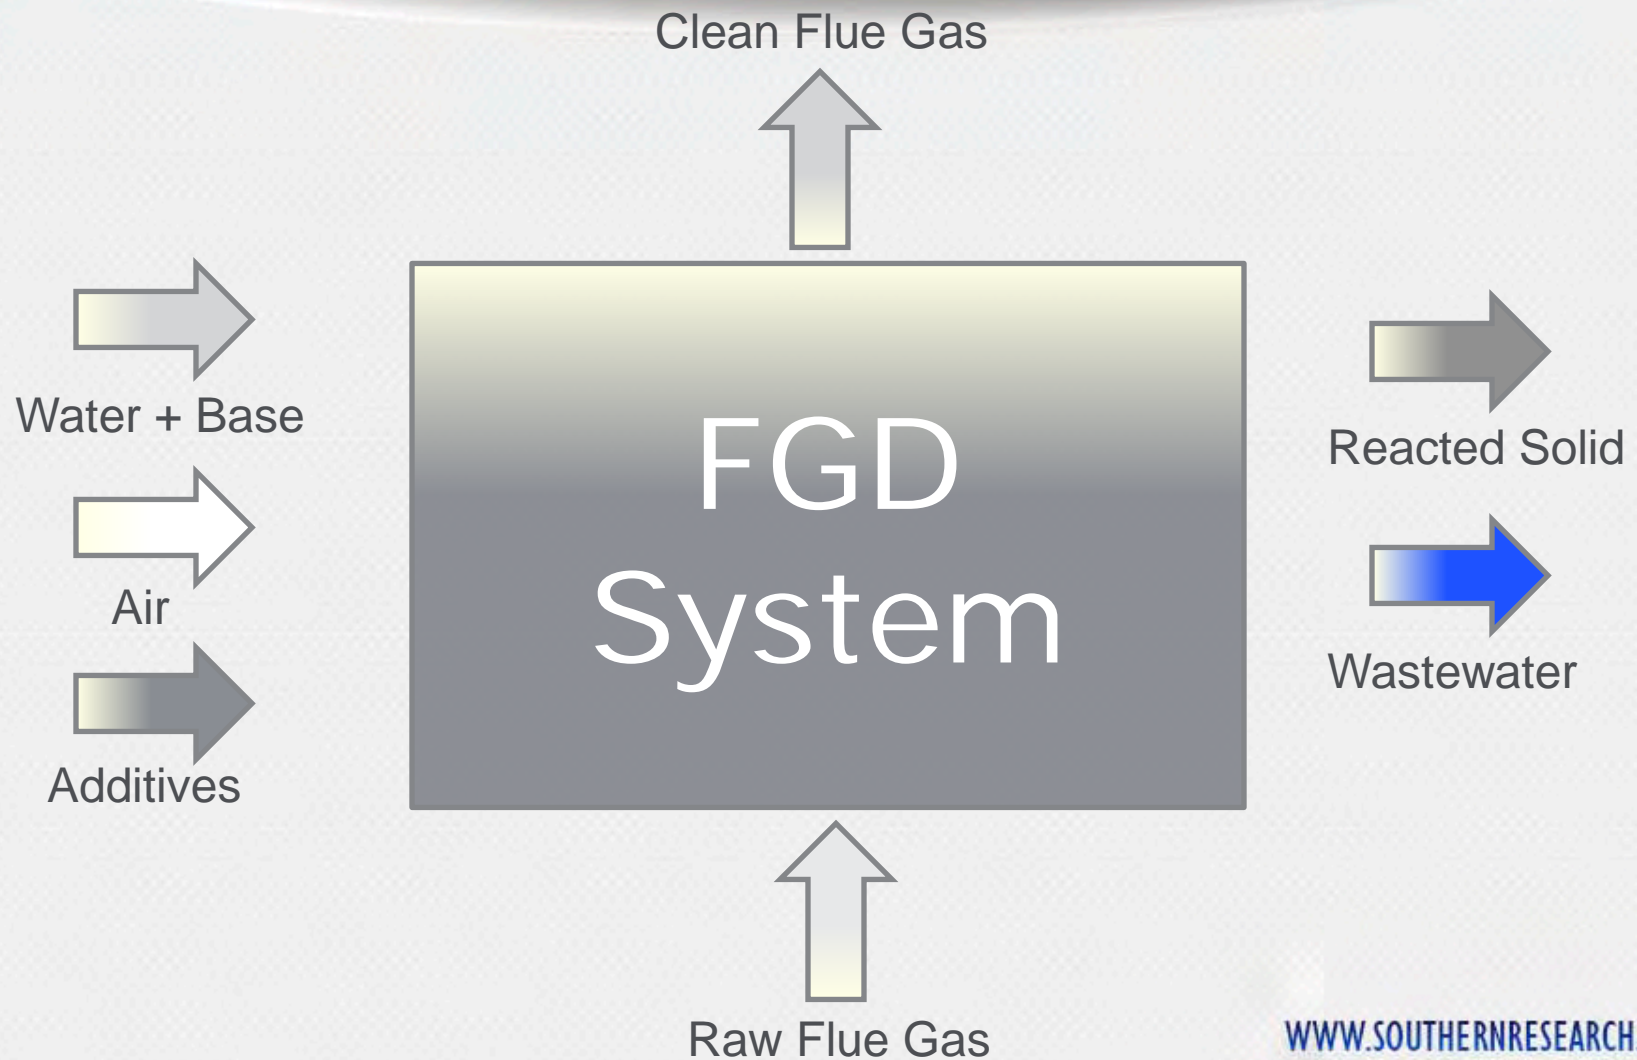 Clean Flue Gas
Water + Base
Air
Additives
FGD
System
Reacted Solid
Wastewater
Raw Flue Gas
WWW.SOUTHERNRESEARCH